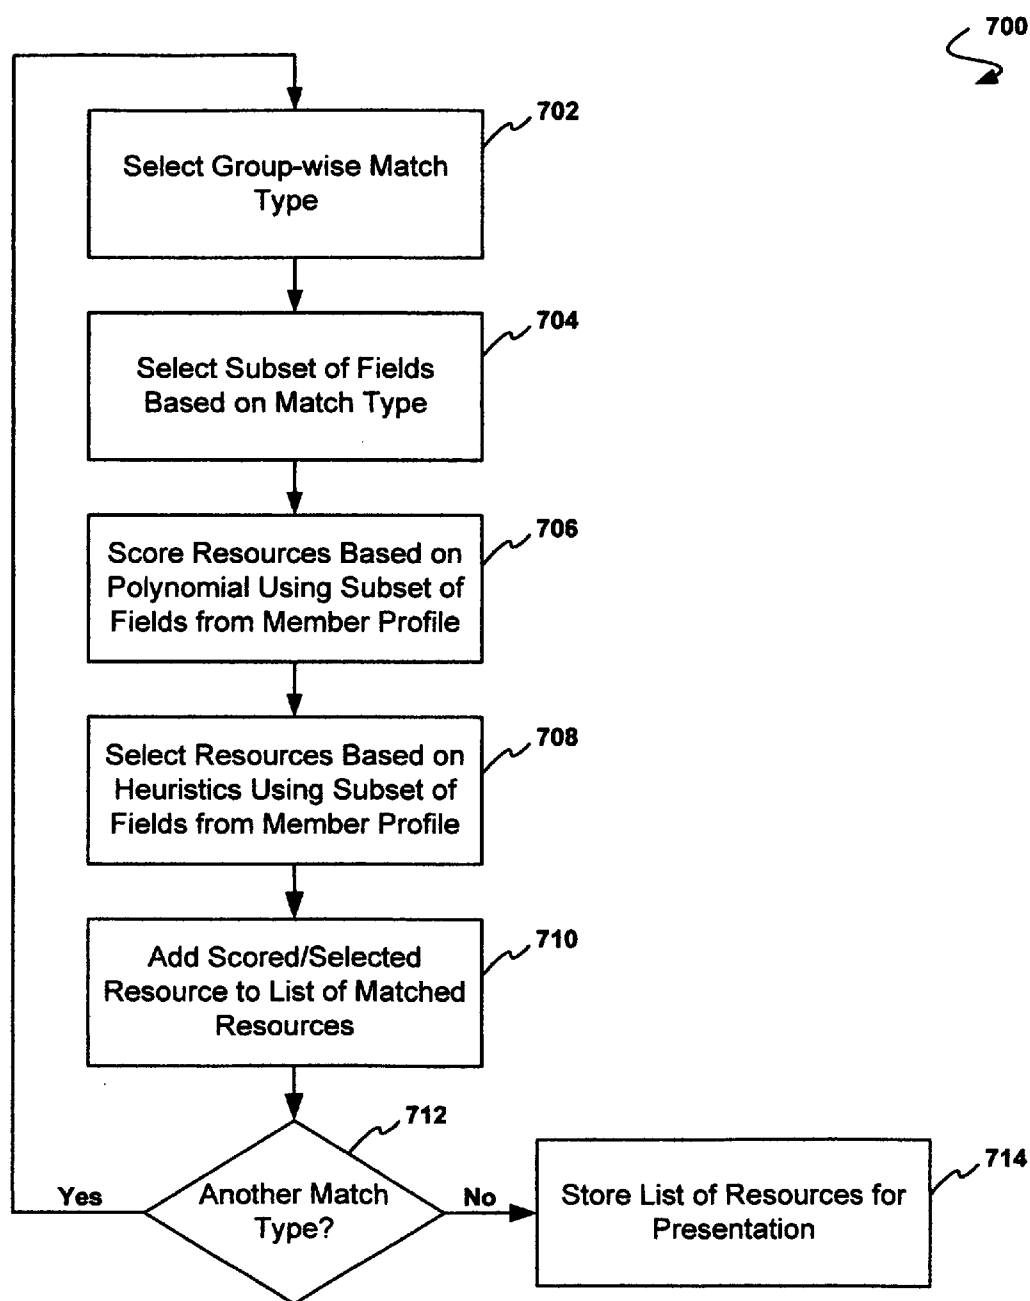 700
702
Select Group-wise Match
Type
704
Select Subset of Fields
Based on Match Type
706
Score Resources Based on
Polynomial Using Subset of
Fields from Member Profile
708
Select Resources Based on
Heuristics Using Subset of
Fields from Member Profile
710
Add Scored/Selected
Resource to List of Matched
Resources
712
Another Match
Type?
Yes
No
714
Store List of Resources for
Presentation